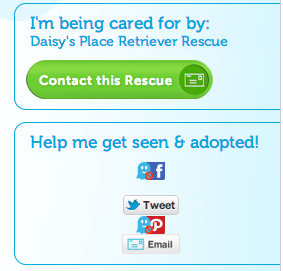 I'm being cared for by:
Daisy's Place Retriever Rescue
Contact this Rescue
Help me get seen & adopted!
f
Tweet
Email